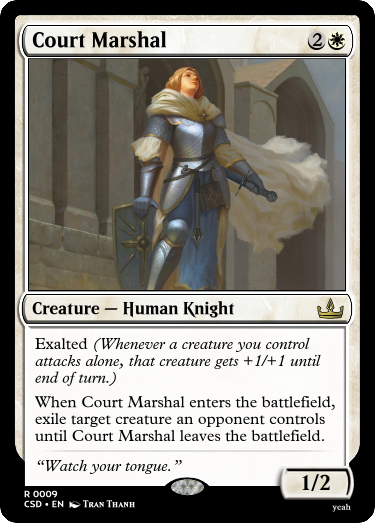 Court Marshal 2
Creature — Human Knight
Exalted (Whenever a creature you control
attacks alone, that creature gets +1/+1 until
end of turn.)
When Court Marshal enters the battlefield,
exile target creature an opponent controls
until Court Marshal leaves the battlefield.
“Watch your tongue.”
1/2
R 0009
CSD • EN Tran Thanh
yeah